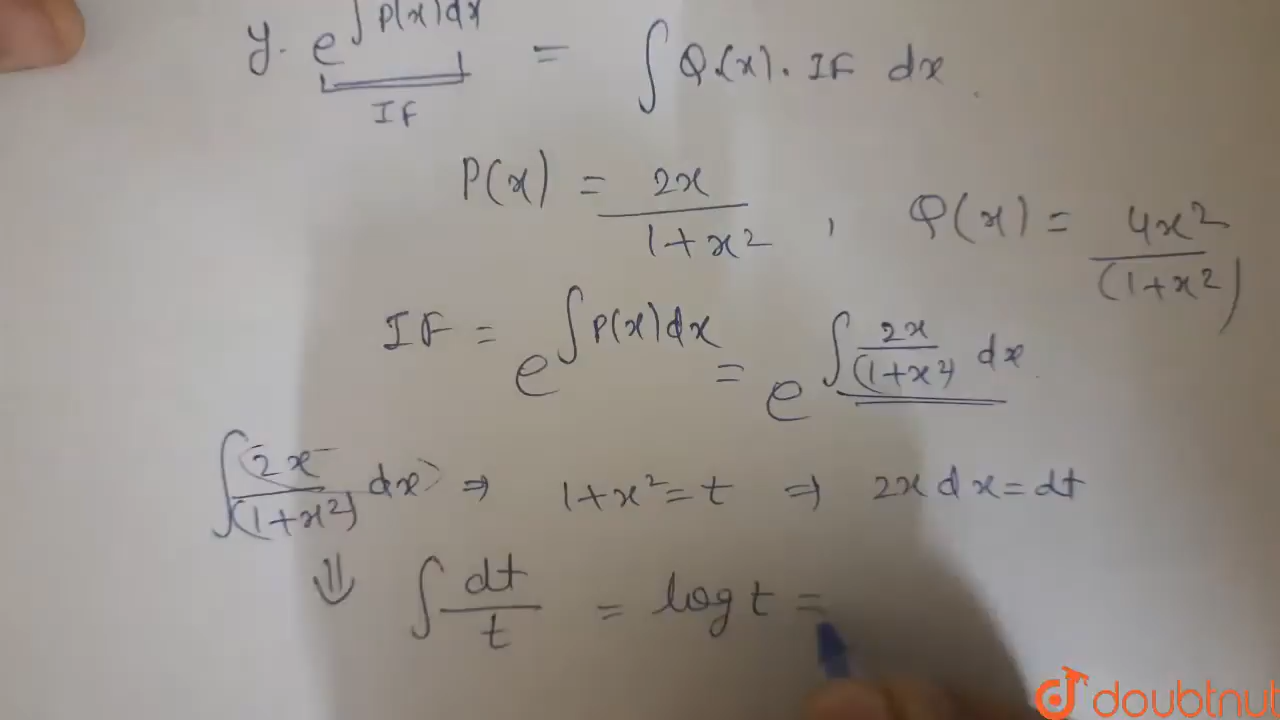 y. e^∫P(x)dx = ∫ Q(x). IF dx
IF
P(x) = 2x/1+x², Q(x) = 4x²/(1+x²)
IF = e^∫P(x)dx = e^∫2x/(1+x²) dx
∫2x/(1+x²) dx ⇒ 1+x²=t ⇒ 2x dx=dt
⇓ ∫dt/t = log t =
doubtnut